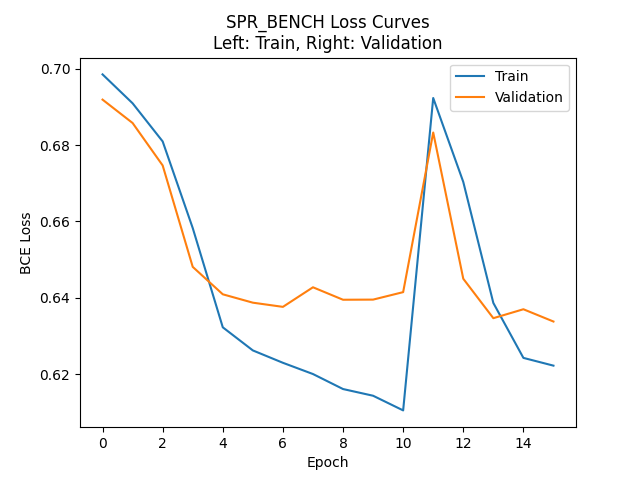 SPR_BENCH Loss Curves
Left: Train, Right: Validation
Train
Validation
0.70
0.68
0.66
0.64
0.62
BCE Loss
0
2
4
6
8
10
12
14
Epoch